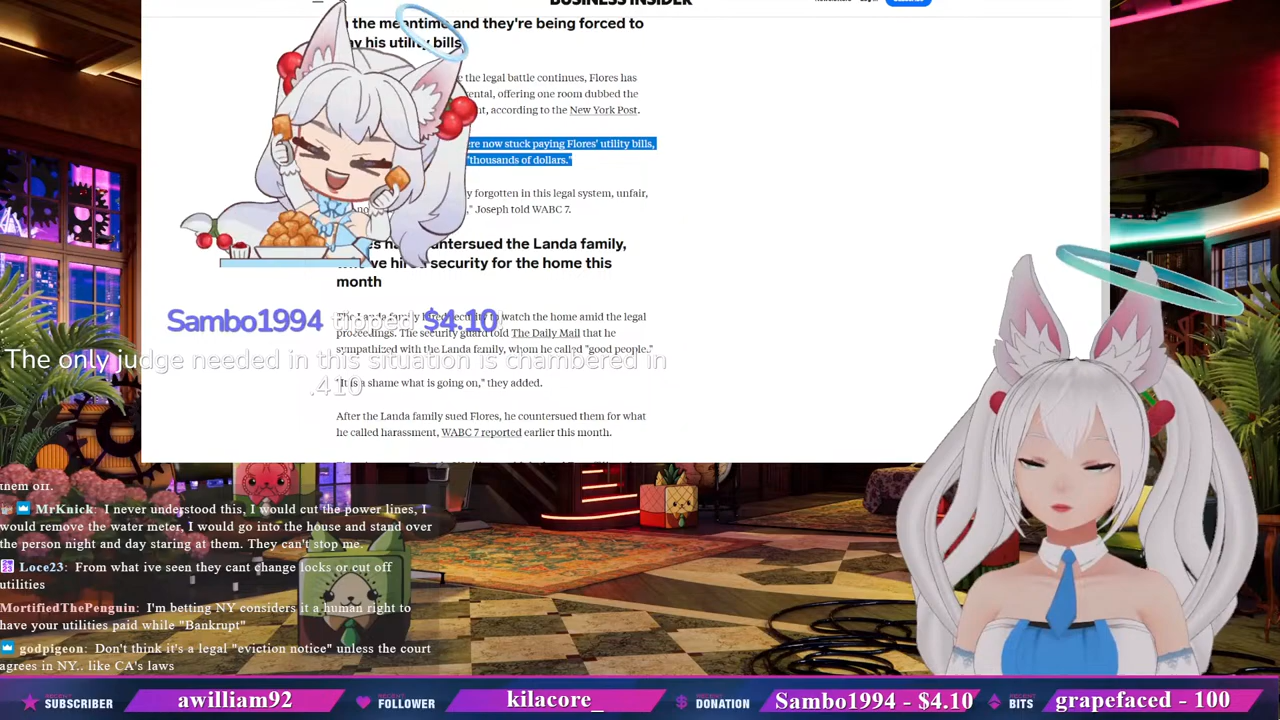 BUSINESS INSIDER
the meantime and they're being forced to
y his utility bills
the legal battle continues, Flores has
rental, offering one room dubbed the
nt, according to the New York Post.
ere now stuck paying Flores' utility bills,
"thousands of dollars."
y forgotten in this legal system, unfair,
" Joseph told WABC 7.
untersued the Landa family,
security for the home this
month
The Landa family hired security to watch the home amid the legal
proceedings. The security guard told The Daily Mail that he
sympathized with the Landa family, whom he called "good people."
"It is a shame what is going on," they added.
After the Landa family sued Flores, he countersued them for what
he called harassment, WABC 7 reported earlier this month.
Sambo1994 tipped $4.10
The only judge needed in this situation is chambered in
.410
them off.
MrKnick: I never understood this, I would cut the power lines, I
would remove the water meter, I would go into the house and stand over
the person night and day staring at them. They can't stop me.
Loce23: From what ive seen they cant change locks or cut off
utilities
MortifiedThePenguin: I'm betting NY considers it a human right to
have your utilities paid while "Bankrupt"
godpigeon: Don't think it's a legal "eviction notice" unless the court
agrees in NY.. like CA's laws
RECENT
SUBSCRIBER
awilliam92
RECENT
FOLLOWER
kilacore_
RECENT
DONATION
Sambo1994 - $4.10
RECENT
BITS
grapefaced - 100